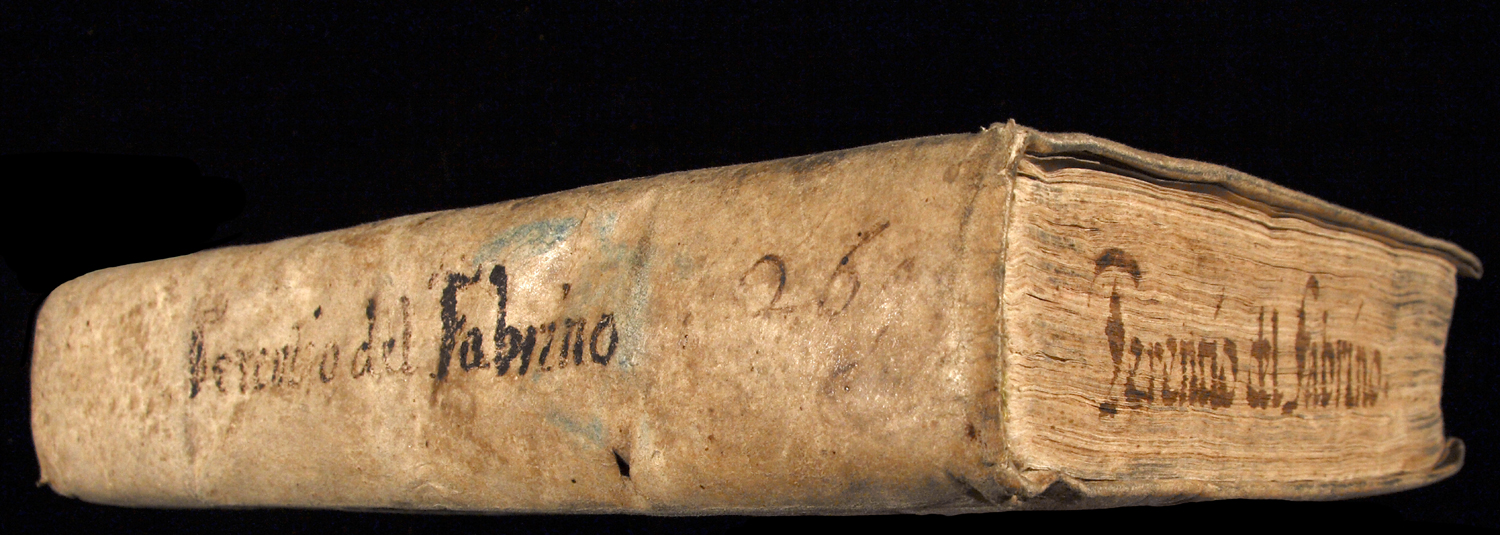 Terentio del Fabrino
26
Terentio del Fabrino.